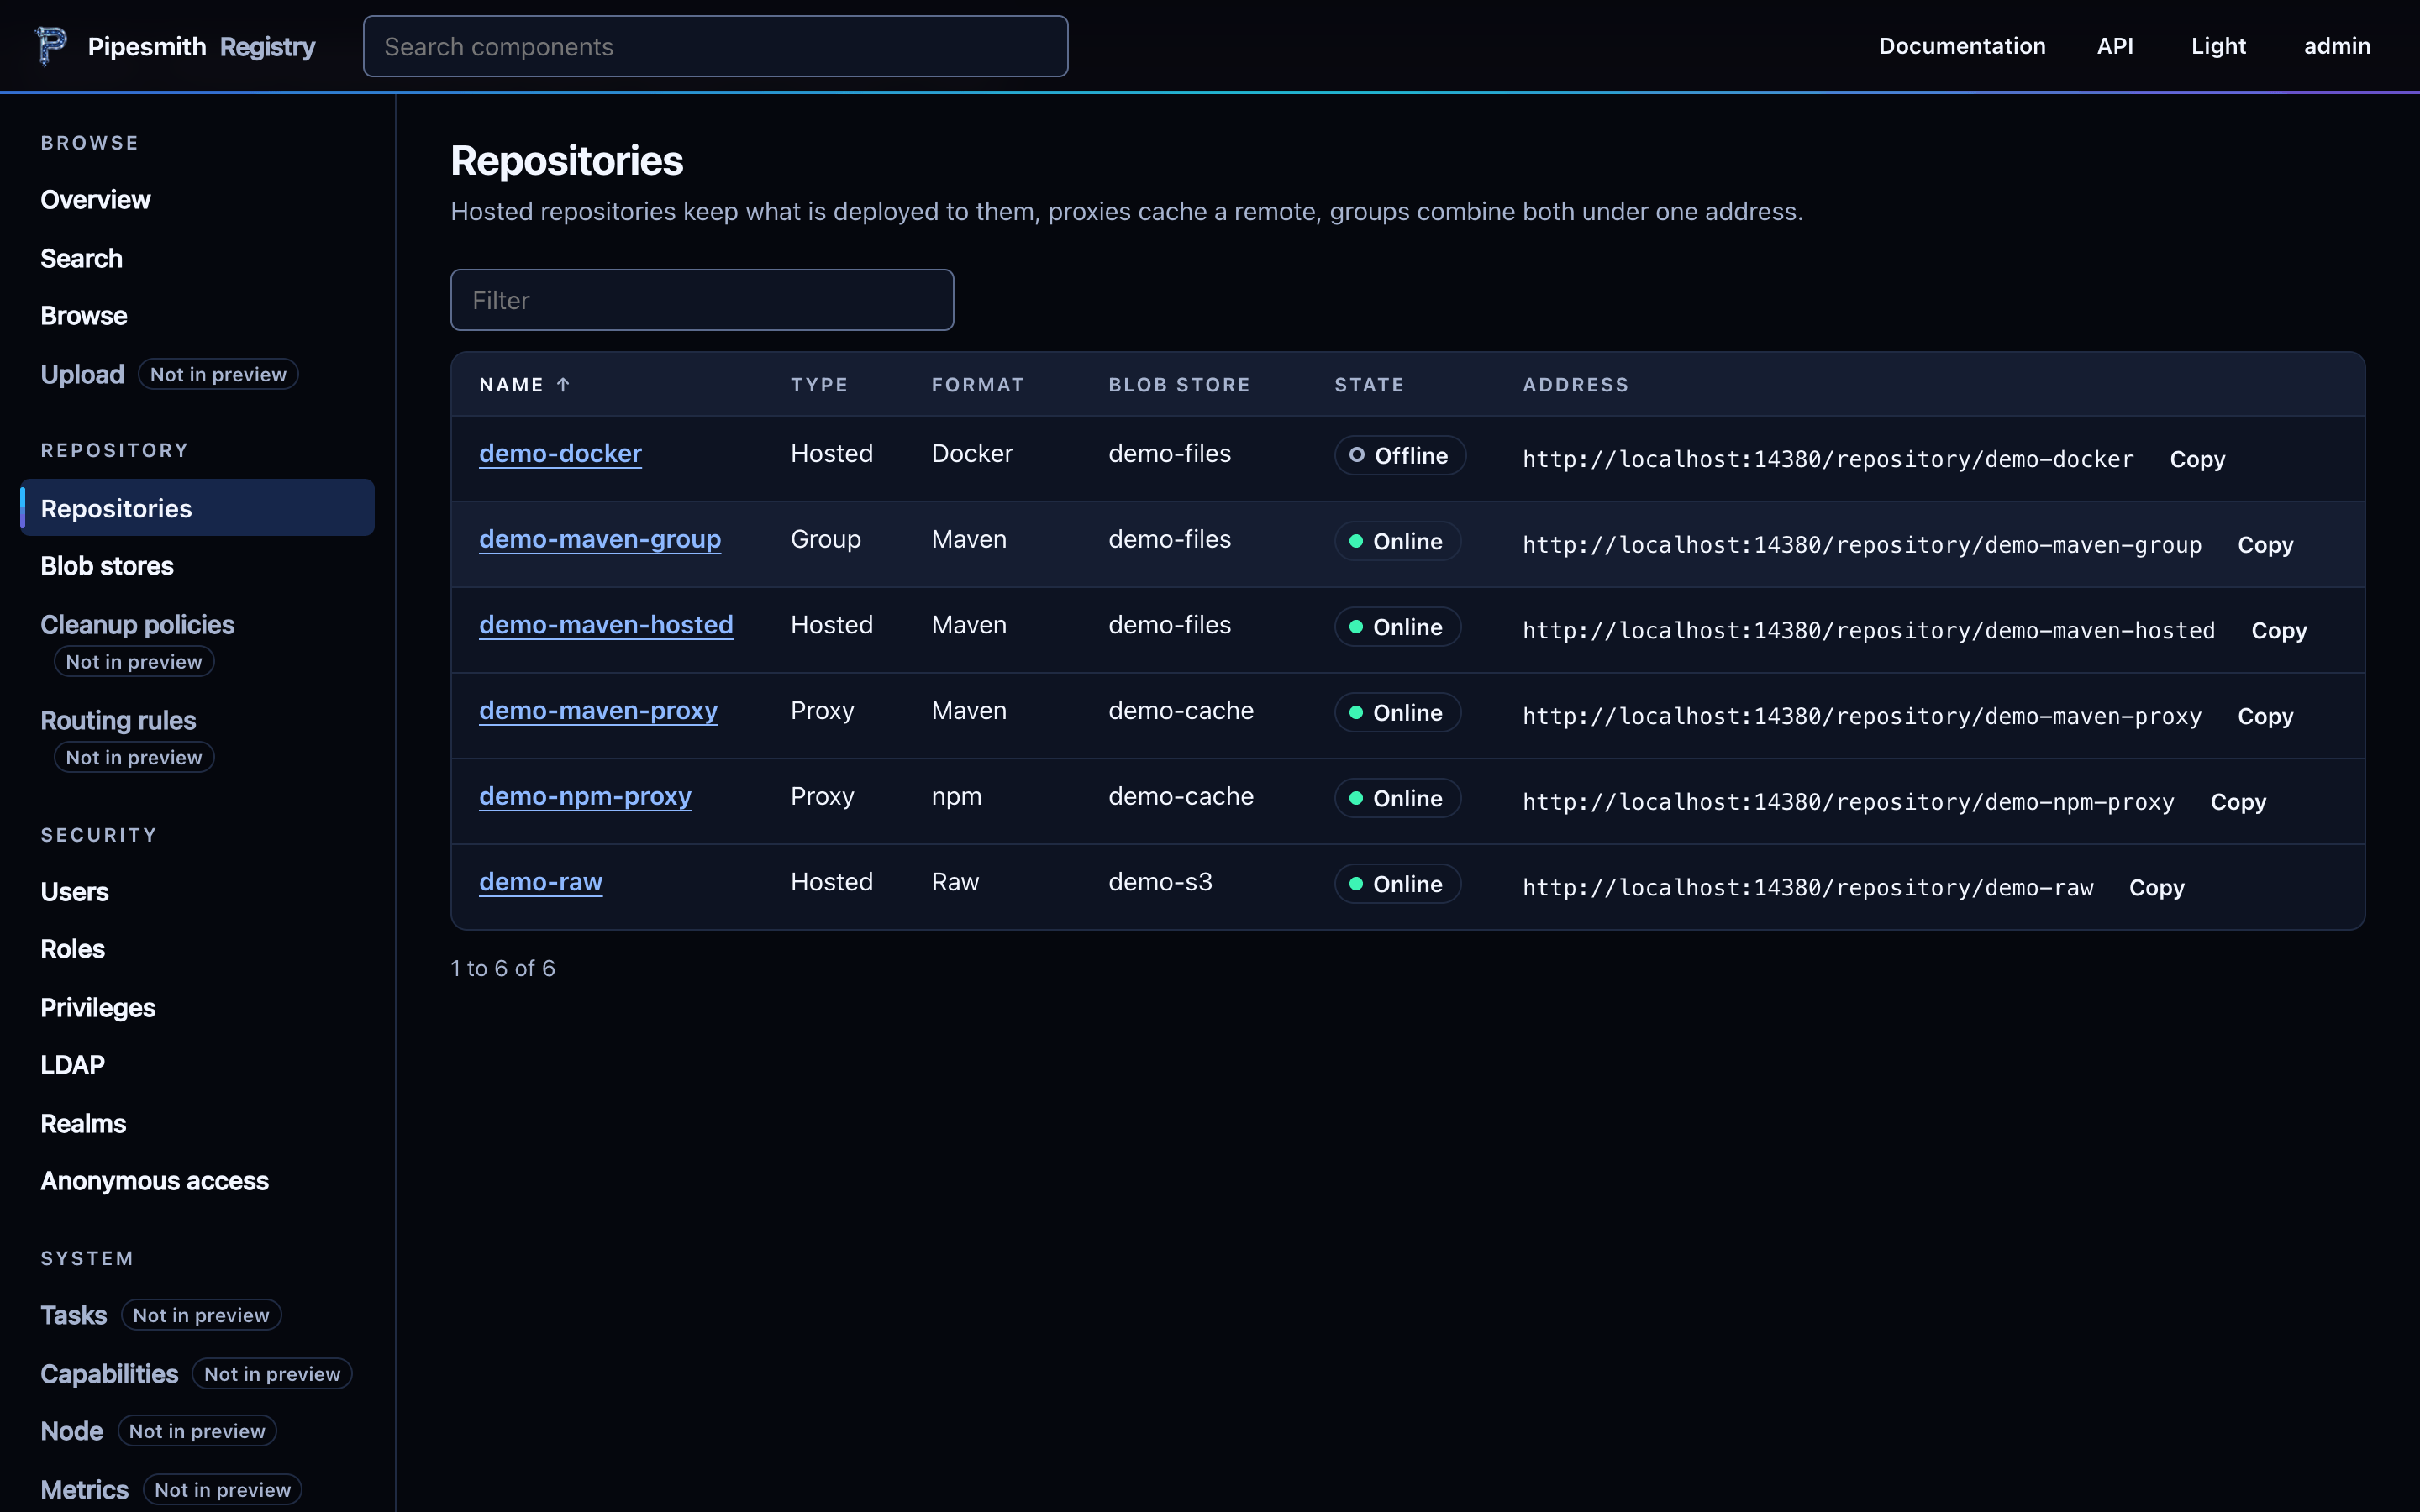 Pipesmith Registry
Search components
Documentation
API
Light
admin
BROWSE
Overview
Search
Browse
Upload Not in preview
REPOSITORY
Repositories
Blob stores
Cleanup policies
Not in preview
Routing rules
Not in preview
SECURITY
Users
Roles
Privileges
LDAP
Realms
Anonymous access
SYSTEM
Tasks Not in preview
Capabilities Not in preview
Node Not in preview
Metrics Not in preview
Repositories
Hosted repositories keep what is deployed to them, proxies cache a remote, groups combine both under one address.
Filter
NAME ↑ TYPE FORMAT BLOB STORE STATE ADDRESS
demo-docker Hosted Docker demo-files Offline http://localhost:14380/repository/demo-docker Copy
demo-maven-group Group Maven demo-files Online http://localhost:14380/repository/demo-maven-group Copy
demo-maven-hosted Hosted Maven demo-files Online http://localhost:14380/repository/demo-maven-hosted Copy
demo-maven-proxy Proxy Maven demo-cache Online http://localhost:14380/repository/demo-maven-proxy Copy
demo-npm-proxy Proxy npm demo-cache Online http://localhost:14380/repository/demo-npm-proxy Copy
demo-raw Hosted Raw demo-s3 Online http://localhost:14380/repository/demo-raw Copy
1 to 6 of 6